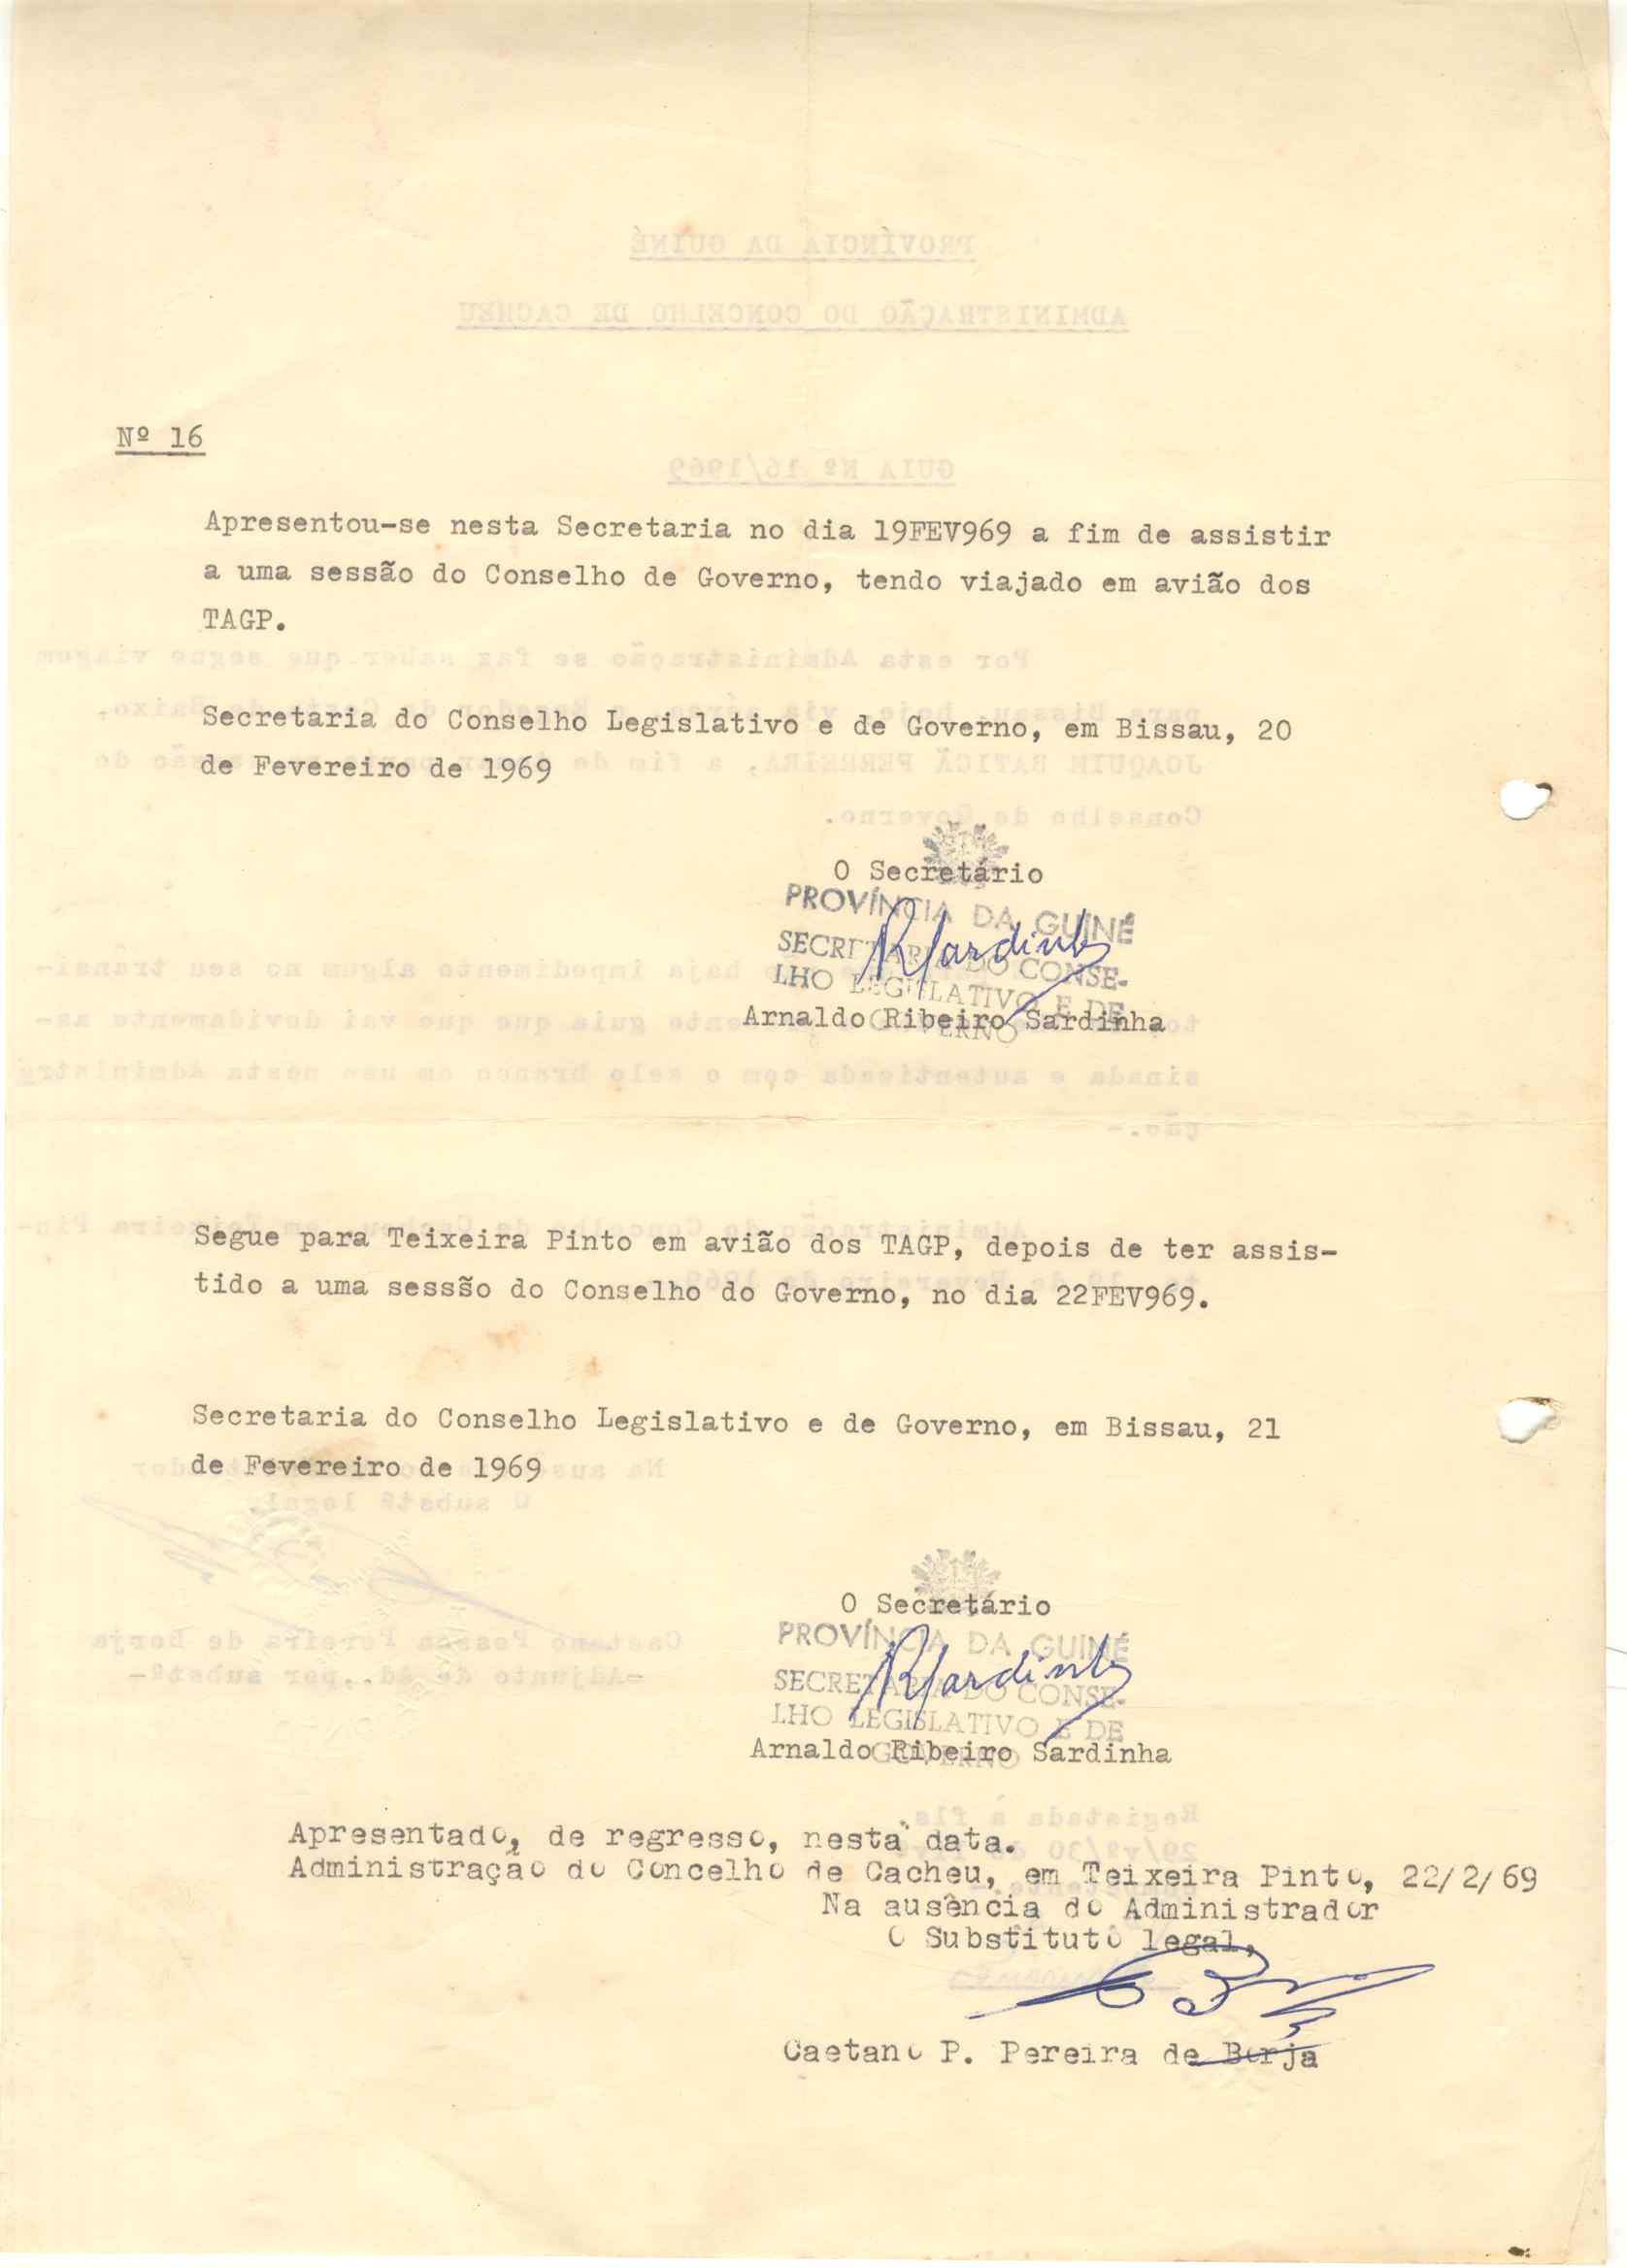 Nº 16
Apresentou-se nesta Secretaria no dia 19FEV969 a fim de assistir
a uma sessão do Conselho de Governo, tendo viajado em avião dos
TAGP.
Secretaria do Conselho Legislativo e de Governo, em Bissau, 20
de Fevereiro de 1969
O Secretário
PROVÍNCIA DA GUINÉ
SECRETARIA DO CONSE-
LHO LEGISLATIVO E DE
GOVERNO
Arnaldo Ribeiro Sardinha
Segue para Teixeira Pinto em avião dos TAGP, depois de ter assis-
tido a uma sessšo do Conselho do Governo, no dia 22FEV969.
Secretaria do Conselho Legislativo e de Governo, em Bissau, 21
de Fevereiro de 1969
O Secretário
PROVÍNCIA DA GUINÉ
SECRETARIA DO CONSE-
LHO LEGISLATIVO E DE
GOVERNO
Arnaldo Ribeiro Sardinha
Apresentado, de regresso, nesta data.
Administração do Concelho de Cacheu, em Teixeira Pinto, 22/2/69
Na ausência do Administrador
O Substituto legal,
Caetano P. Pereira de Borja